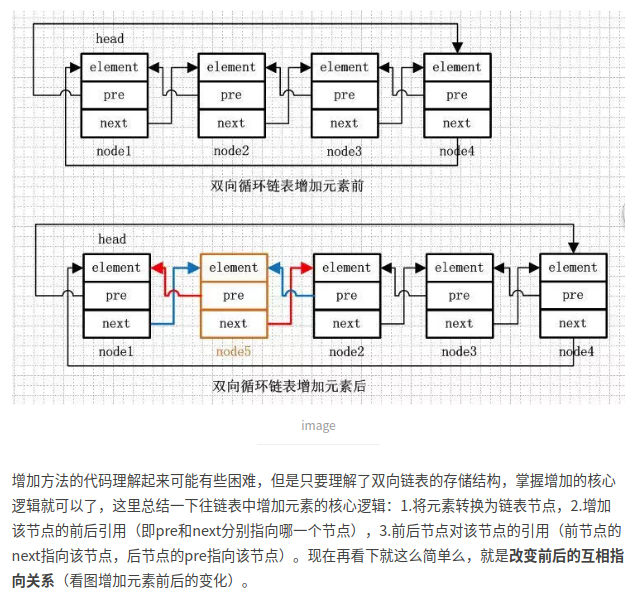 head
element element element element
pre pre pre pre
next next next next
node1 node2 node3 node4
双向循环链表增加元素前
head
element element element element element
pre pre pre pre pre
next next next next next
node1 node5 node2 node3 node4
双向循环链表增加元素后
image
增加方法的代码理解起来可能有些困难，但是只要理解了双向链表的存储结构，掌握增加的核心
逻辑就可以了，这里总结一下往链表中增加元素的核心逻辑：1.将元素转换为链表节点，2.增加
该节点的前后引用（即pre和next分别指向哪一个节点），3.前后节点对该节点的引用（前节点的
next指向该节点，后节点的pre指向该节点）。现在再看下就这么简单么，就是改变前后的互相指
向关系（看图增加元素前后的变化）。